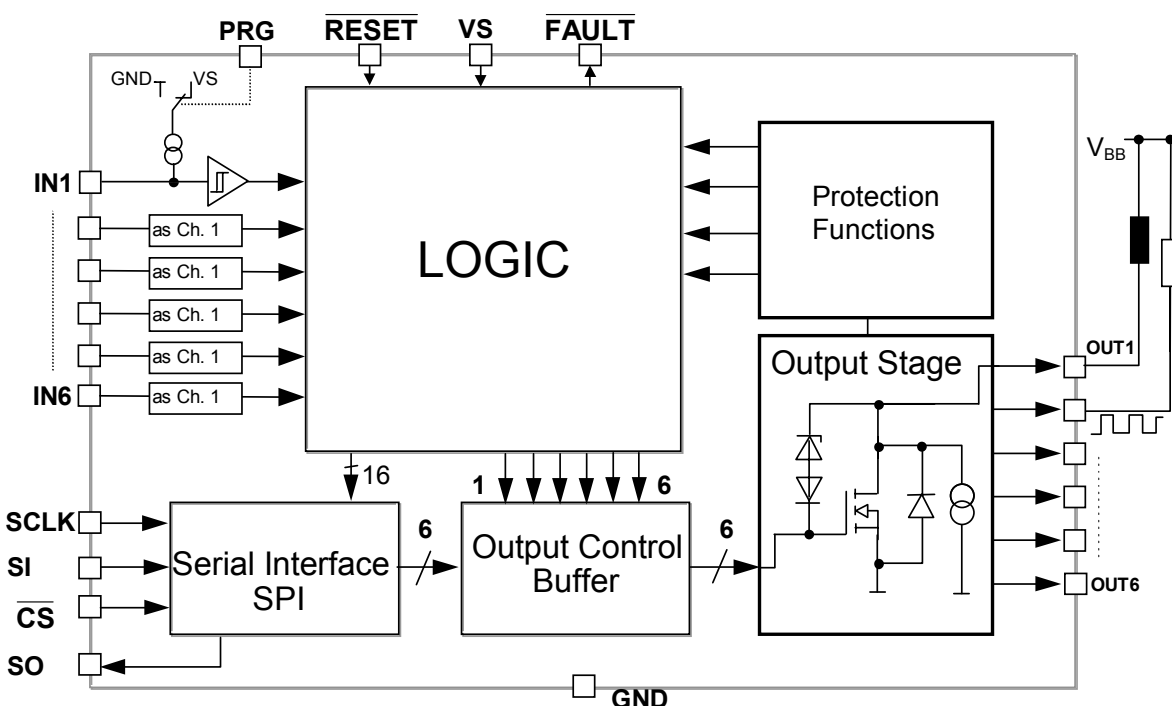 PRG
RESET
VS
FAULT
GND
VS
IN1
as Ch. 1
as Ch. 1
as Ch. 1
as Ch. 1
as Ch. 1
IN6
LOGIC
Protection
Functions
VBB
Output Stage
OUT1
OUT6
16
1
6
SCLK
SI
CS
SO
Serial Interface
SPI
6
Output Control
Buffer
6
GND